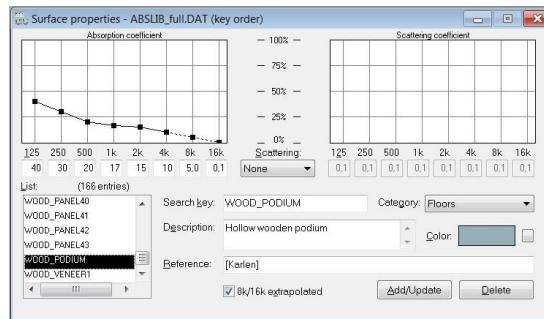 Surface properties - ABSLIB_full.DAT (key order)
Absorption coefficient
Scattering coefficient
— 100% —
— 75% —
— 50% —
— 25% —
— 0% —
125 250 500 1k 2k 4k 8k 16k
Scattering:
125 250 500 1k 2k 4k 8k 16k
40 30 20 17 15 10 5,0 0,1
None
0,1 0,1 0,1 0,1 0,1 0,1 0,1 0,1
List: (166 entries)
WOOD_PANEL40
WOOD_PANEL41
WOOD_PANEL42
WOOD_PANEL43
WOOD_PODIUM
WOOD_VENEER1
Search key: WOOD_PODIUM
Category: Floors
Description: Hollow wooden podium
Color:
Reference: [Karlen]
8k/16k extrapolated
Add/Update
Delete